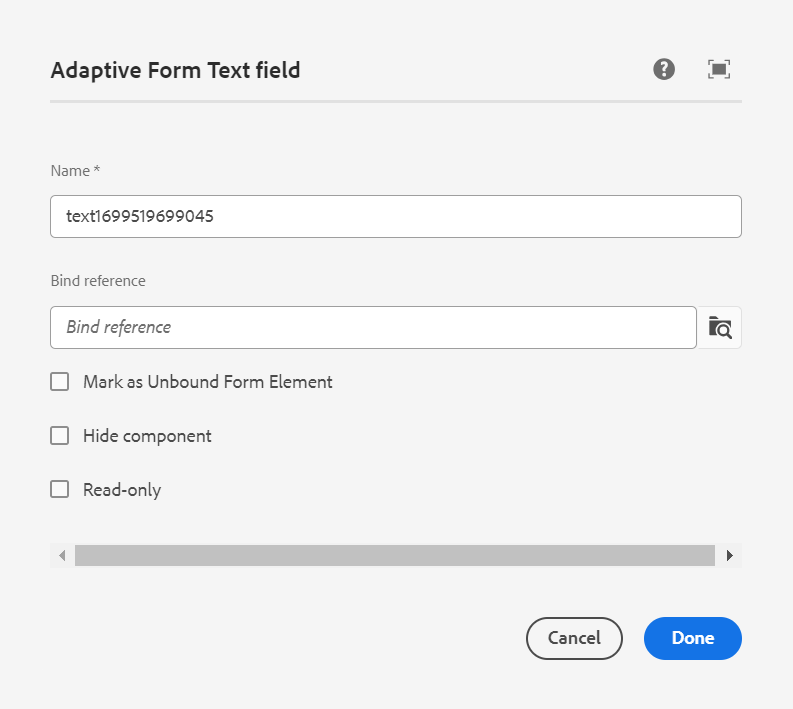 Adaptive Form Text field
Name *
text1699519699045
Bind reference
Bind reference
Mark as Unbound Form Element
Hide component
Read-only
Cancel
Done